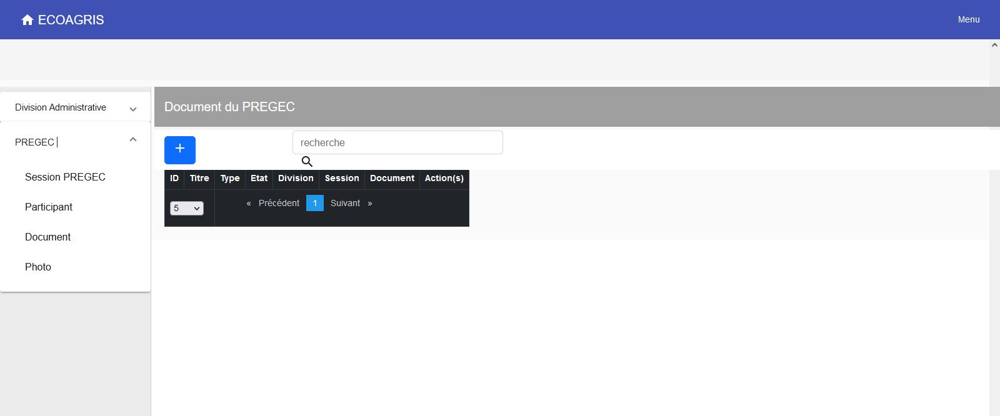 ECOAGRIS
Menu
Division Administrative
PREGEC
Session PREGEC
Participant
Document
Photo
Document du PREGEC
+
recherche
ID Titre Type Etat Division Session Document Action(s)
5
« Précédent 1 Suivant »